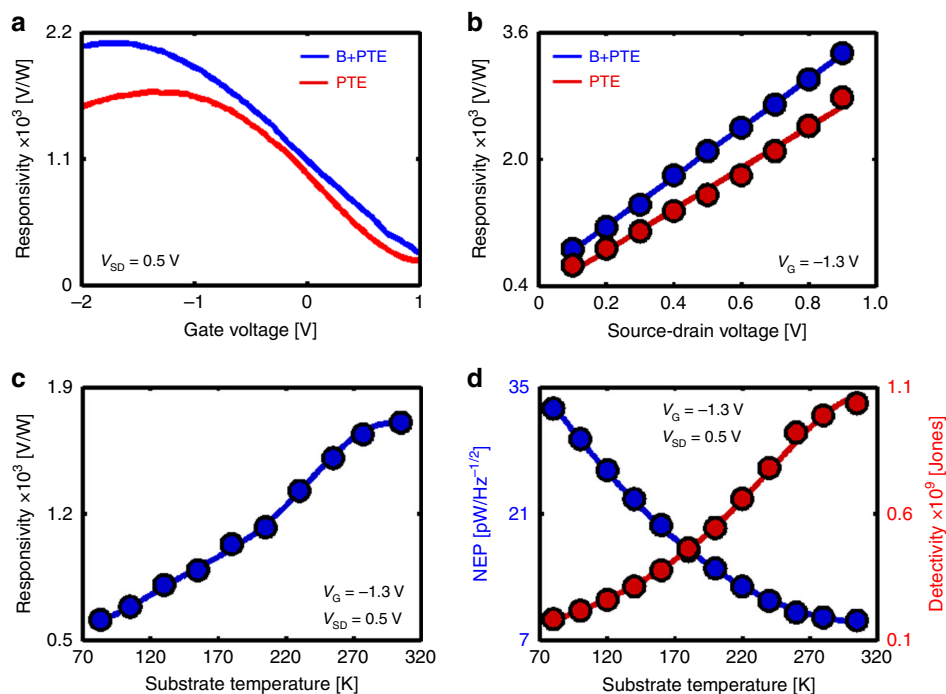 a
Responsivity ×10³ [V/W]
2.2
1.1
0
B+PTE
PTE
V_SD = 0.5 V
−2
−1
0
1
Gate voltage [V]
b
Responsivity ×10³ [V/W]
3.6
2.0
0.4
B+PTE
PTE
V_G = −1.3 V
0
0.2
0.4
0.6
0.8
1.0
Source-drain voltage [V]
c
Responsivity ×10³ [V/W]
1.9
1.2
0.5
V_G = −1.3 V
V_SD = 0.5 V
70
120
170
220
270
320
Substrate temperature [K]
d
NEP [pW/Hz⁻¹/²]
35
21
7
V_G = −1.3 V
V_SD = 0.5 V
1.1
0.6
0.1
Detectivity ×10⁹ [Jones]
70
120
170
220
270
320
Substrate temperature [K]